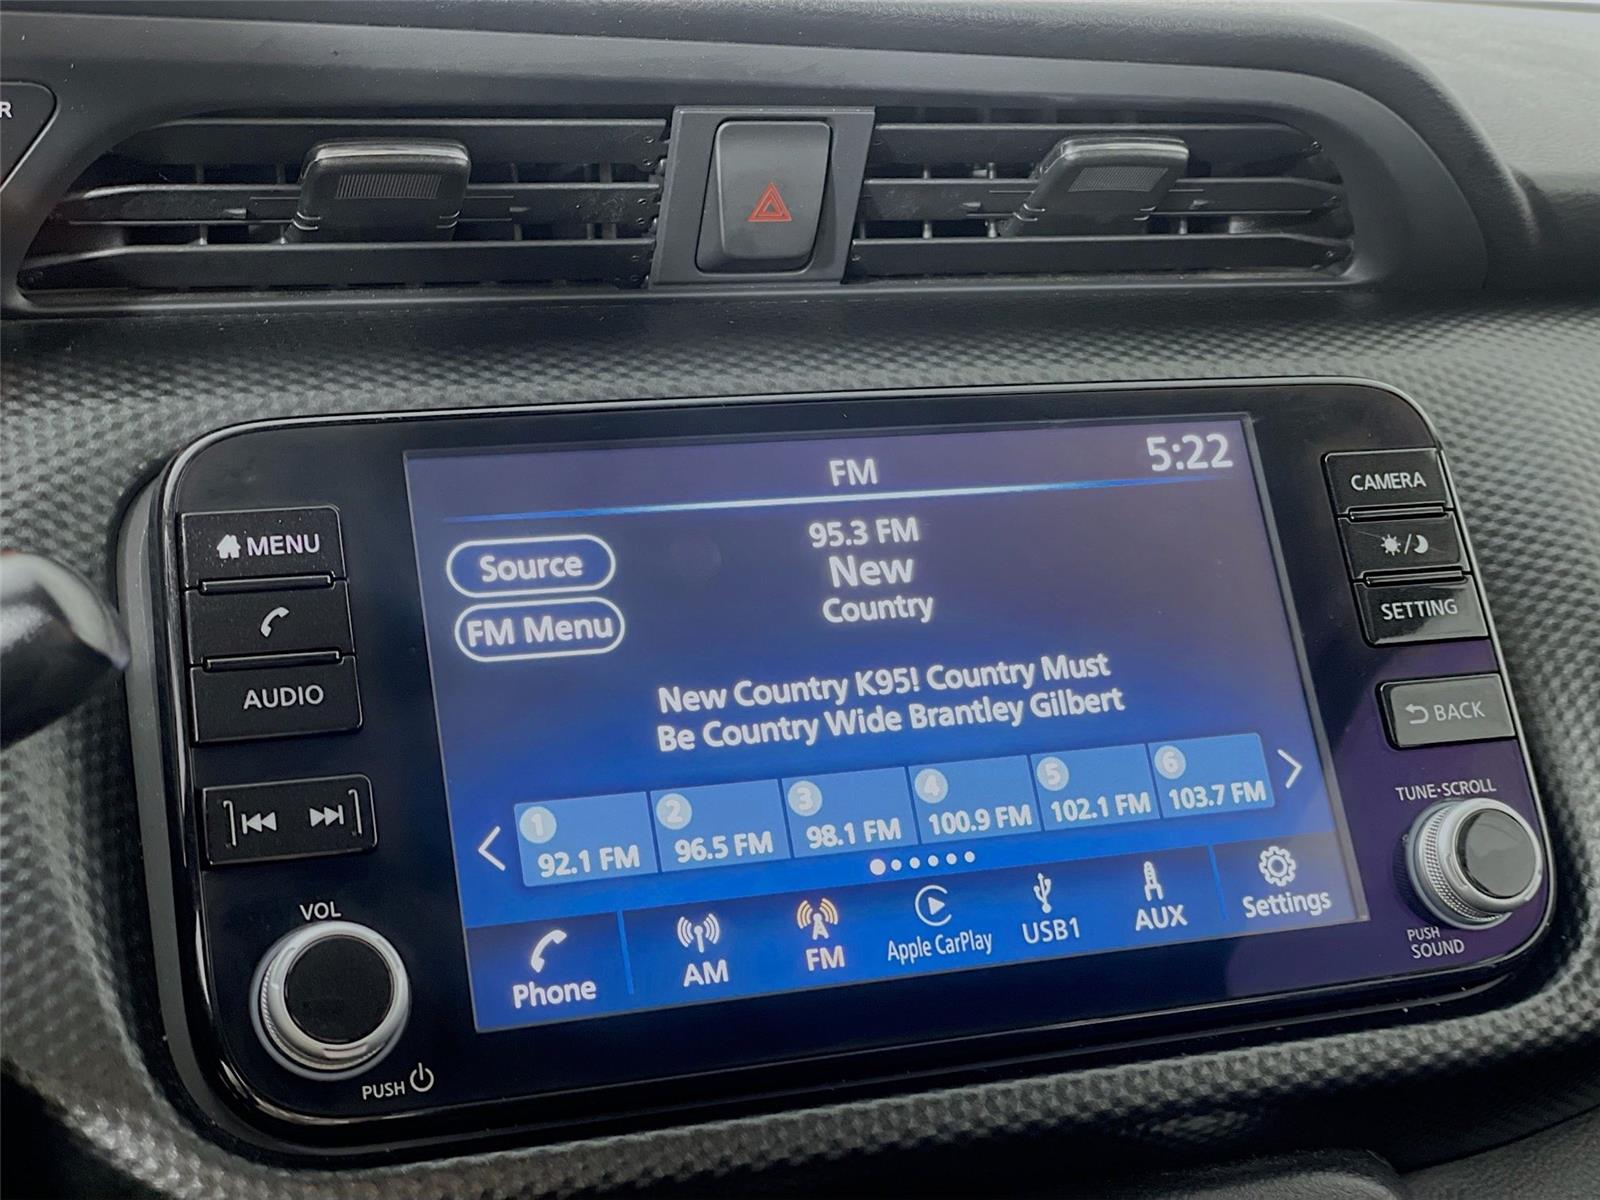 R
FM
5:22
Source
FM Menu
95.3 FM
New
Country
New Country K95! Country Must
Be Country Wide Brantley Gilbert
1
92.1 FM
2
96.5 FM
3
98.1 FM
4
100.9 FM
5
102.1 FM
6
103.7 FM
Phone
AM
FM
Apple CarPlay
USB1
AUX
Settings
MENU
AUDIO
VOL
PUSH
CAMERA
SETTING
BACK
TUNE·SCROLL
PUSH
SOUND